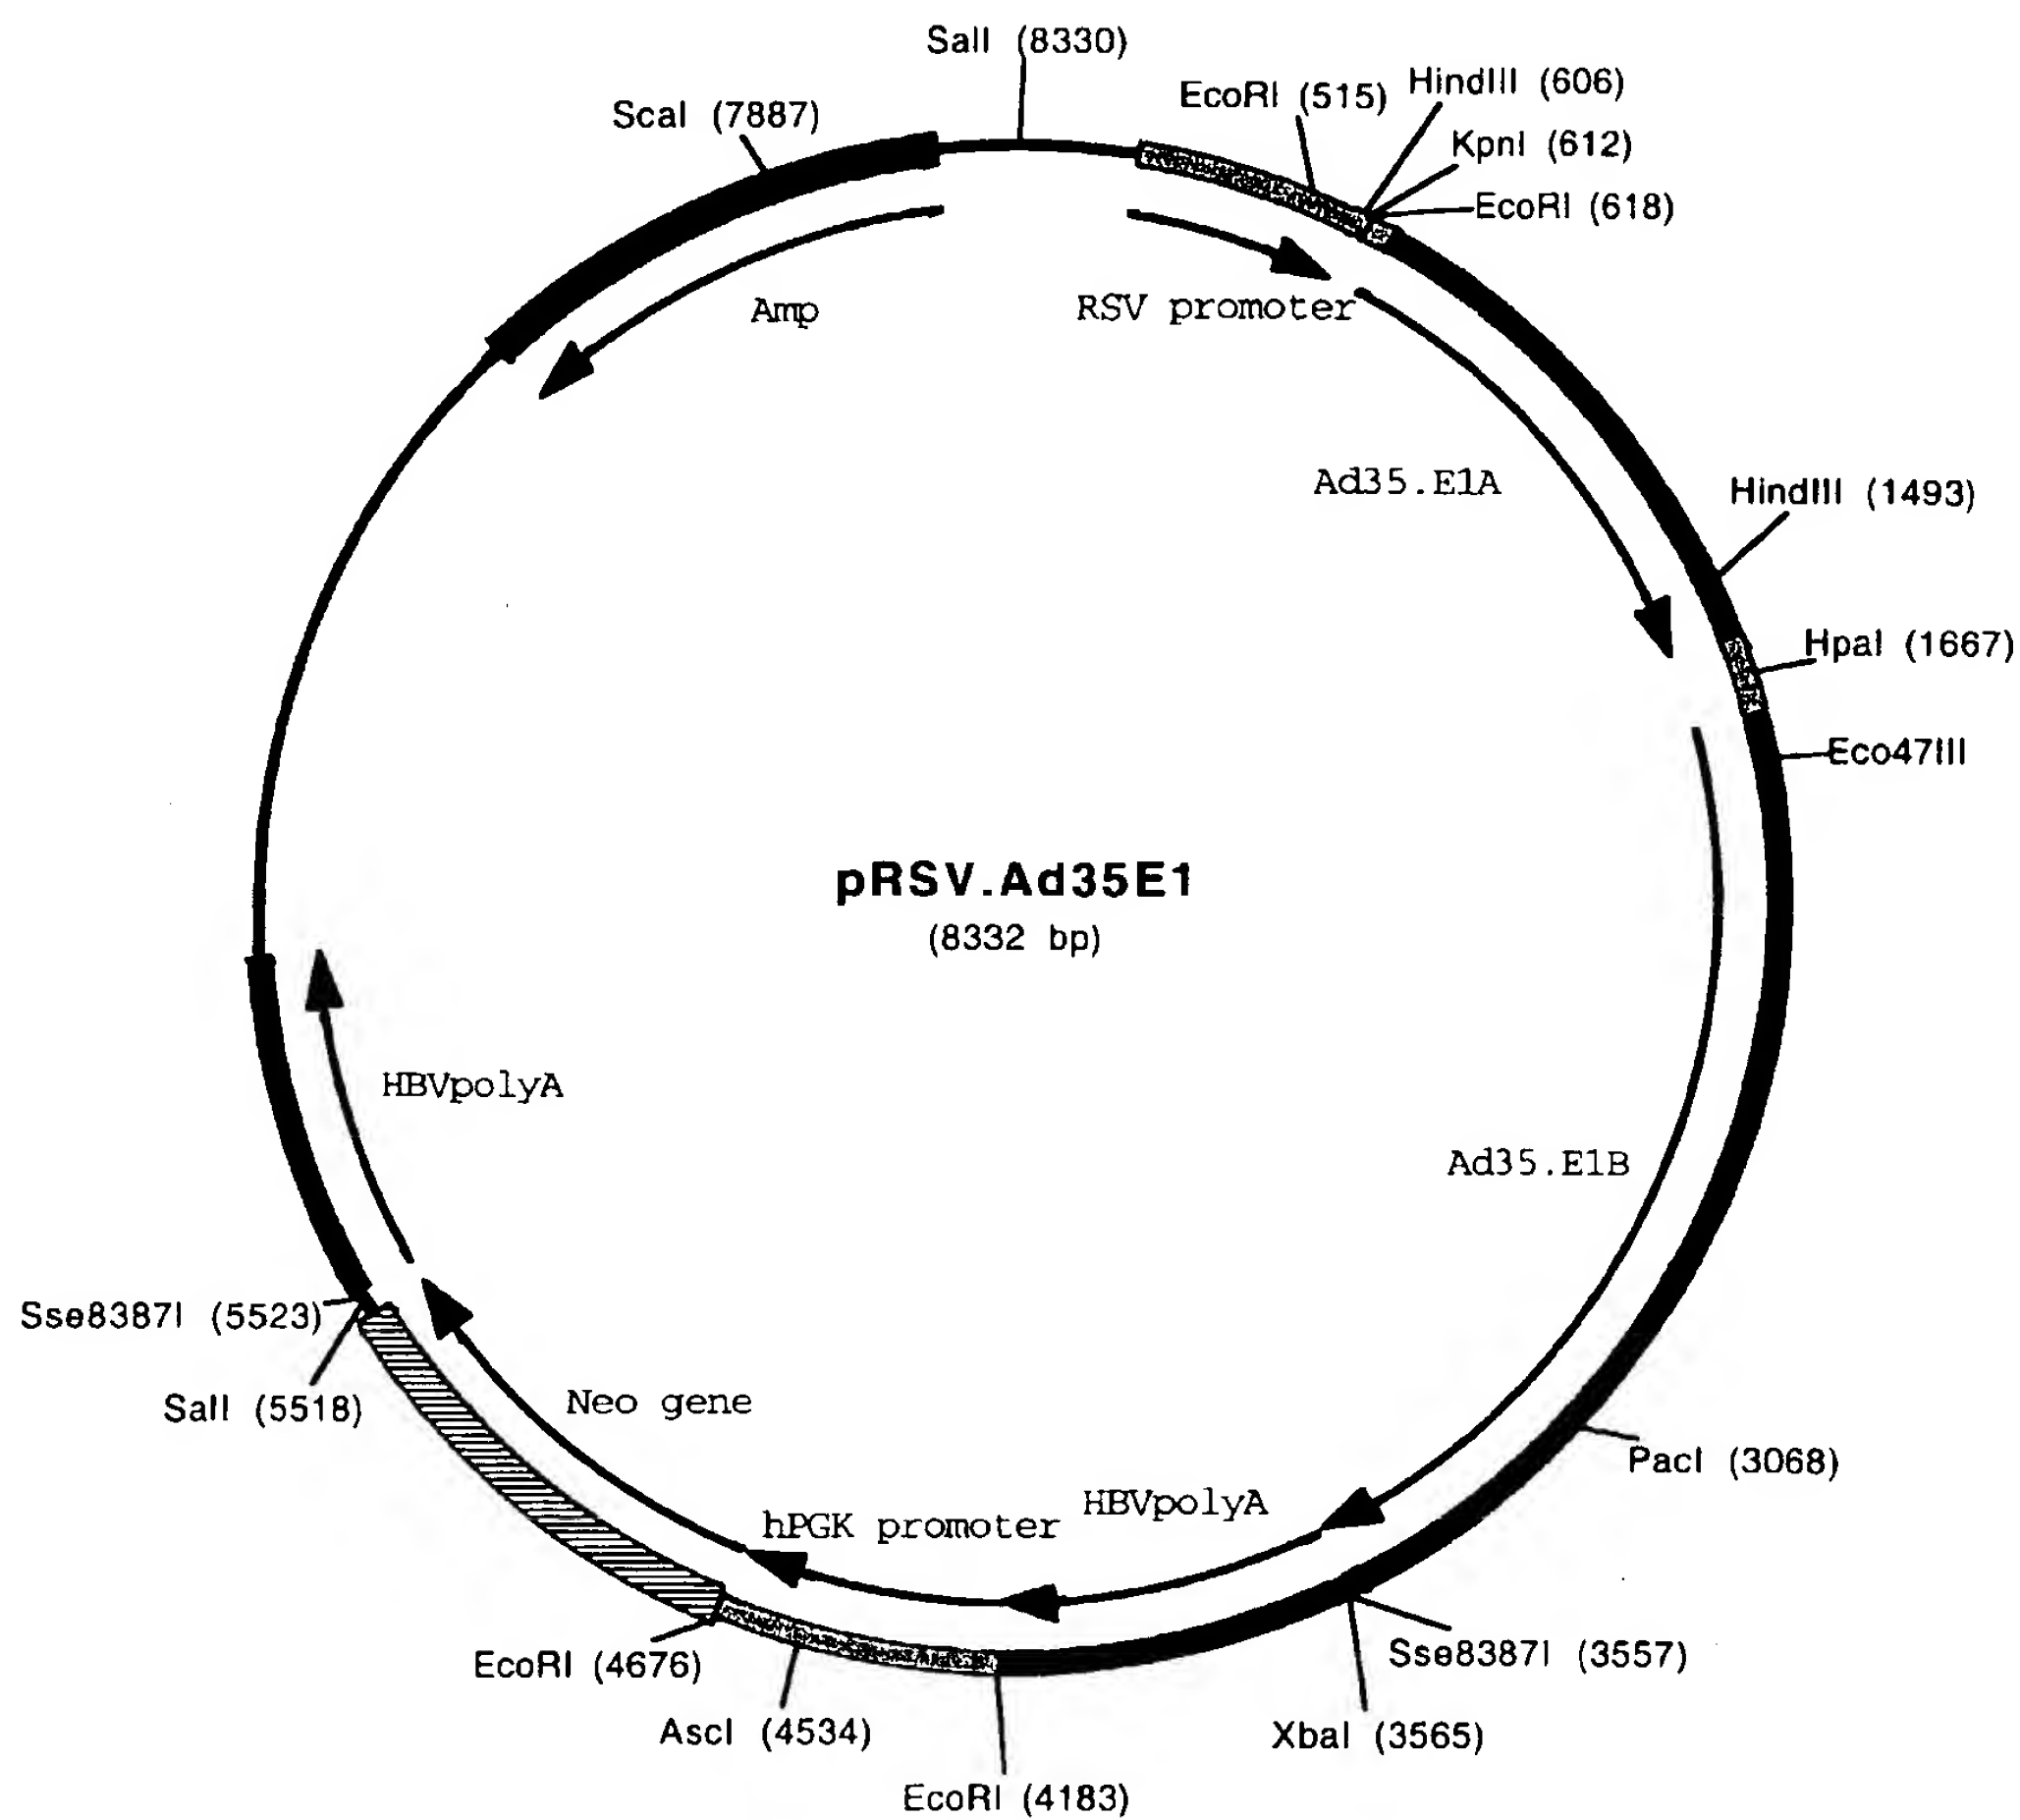 SalI (8330)
ScaI (7887)
EcoRI (515)
HindIII (606)
KpnI (612)
EcoRI (618)
Amp
RSV promoter
Ad35.E1A
HindIII (1493)
HpaI (1667)
Eco47III
pRSV.Ad35E1
(8332 bp)
HBVpolyA
Ad35.E1B
Sse8387I (5523)
SalI (5518)
Neo gene
PacI (3068)
HBVpolyA
hPGK promoter
EcoRI (4676)
Sse8387I (3557)
AscI (4534)
XbaI (3565)
EcoRI (4183)